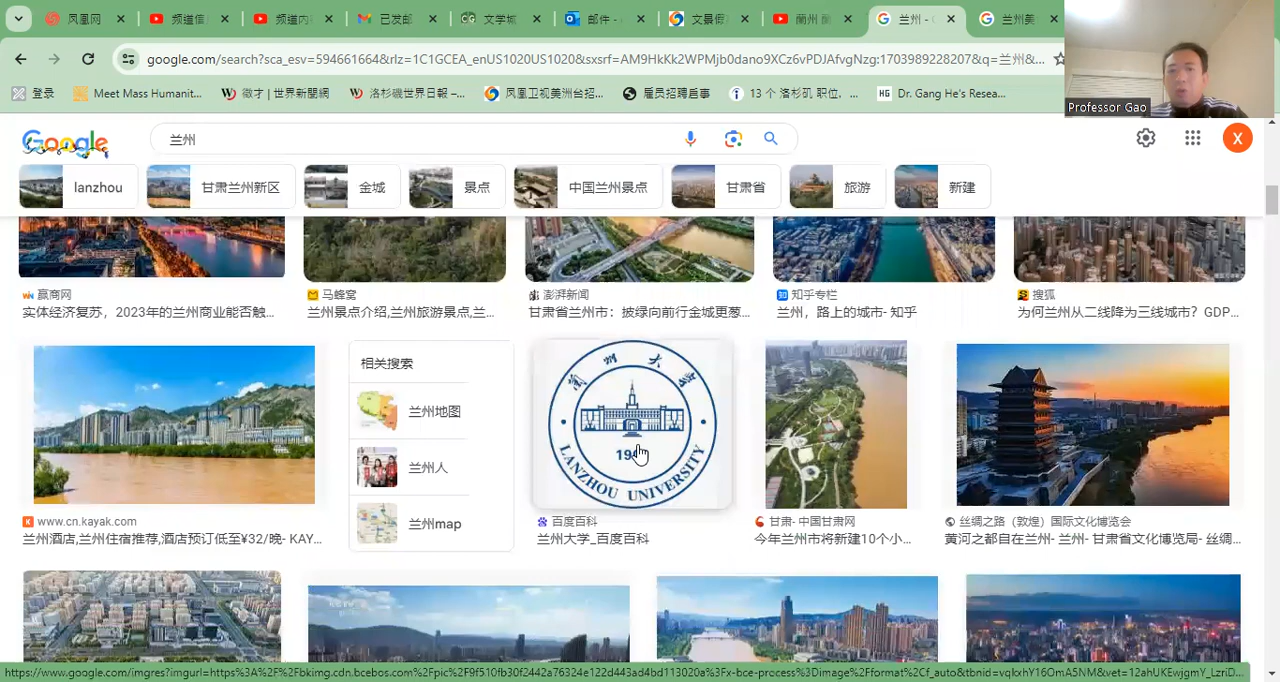 凤凰网
频道信
频道内
已发邮
文学城
邮件 -
文景假
蘭州 蘭
兰州 -
兰州美
google.com/search?sca_esv=594661664&rlz=1C1GCEA_enUS1020US1020&sxsrf=AM9HkKk2WPMjb0dano9XCz6vPDJAfvgNzg:1703989228207&q=兰州&...
登录
Meet Mass Humanit...
徵才 | 世界新聞網
洛杉磯世界日報 –...
凤凰卫视美洲台招...
雇员招聘启事
13 个 洛杉矶 职位, ...
Dr. Gang He's Resea...
Professor Gao
Google
兰州
X
lanzhou
甘肃兰州新区
金城
景点
中国兰州景点
甘肃省
旅游
新建
赢商网
实体经济复苏，2023年的兰州商业能否触...
马蜂窝
兰州景点介绍,兰州旅游景点,兰...
澎湃新闻
甘肃省兰州市：披绿向前行金城更葱...
知乎专栏
兰州，路上的城市- 知乎
搜狐
为何兰州从二线降为三线城市？GDP...
相关搜索
兰州地图
兰州人
兰州map
蘭州大学
LANZHOU UNIVERSITY
www.cn.kayak.com
兰州酒店,兰州住宿推荐,酒店预订低至¥32/晚- KAY...
百度百科
兰州大学_百度百科
甘肃- 中国甘肃网
今年兰州市将新建10个小...
丝绸之路（敦煌）国际文化博览会
黄河之都自在兰州- 兰州- 甘肃省文化博览局- 丝绸...